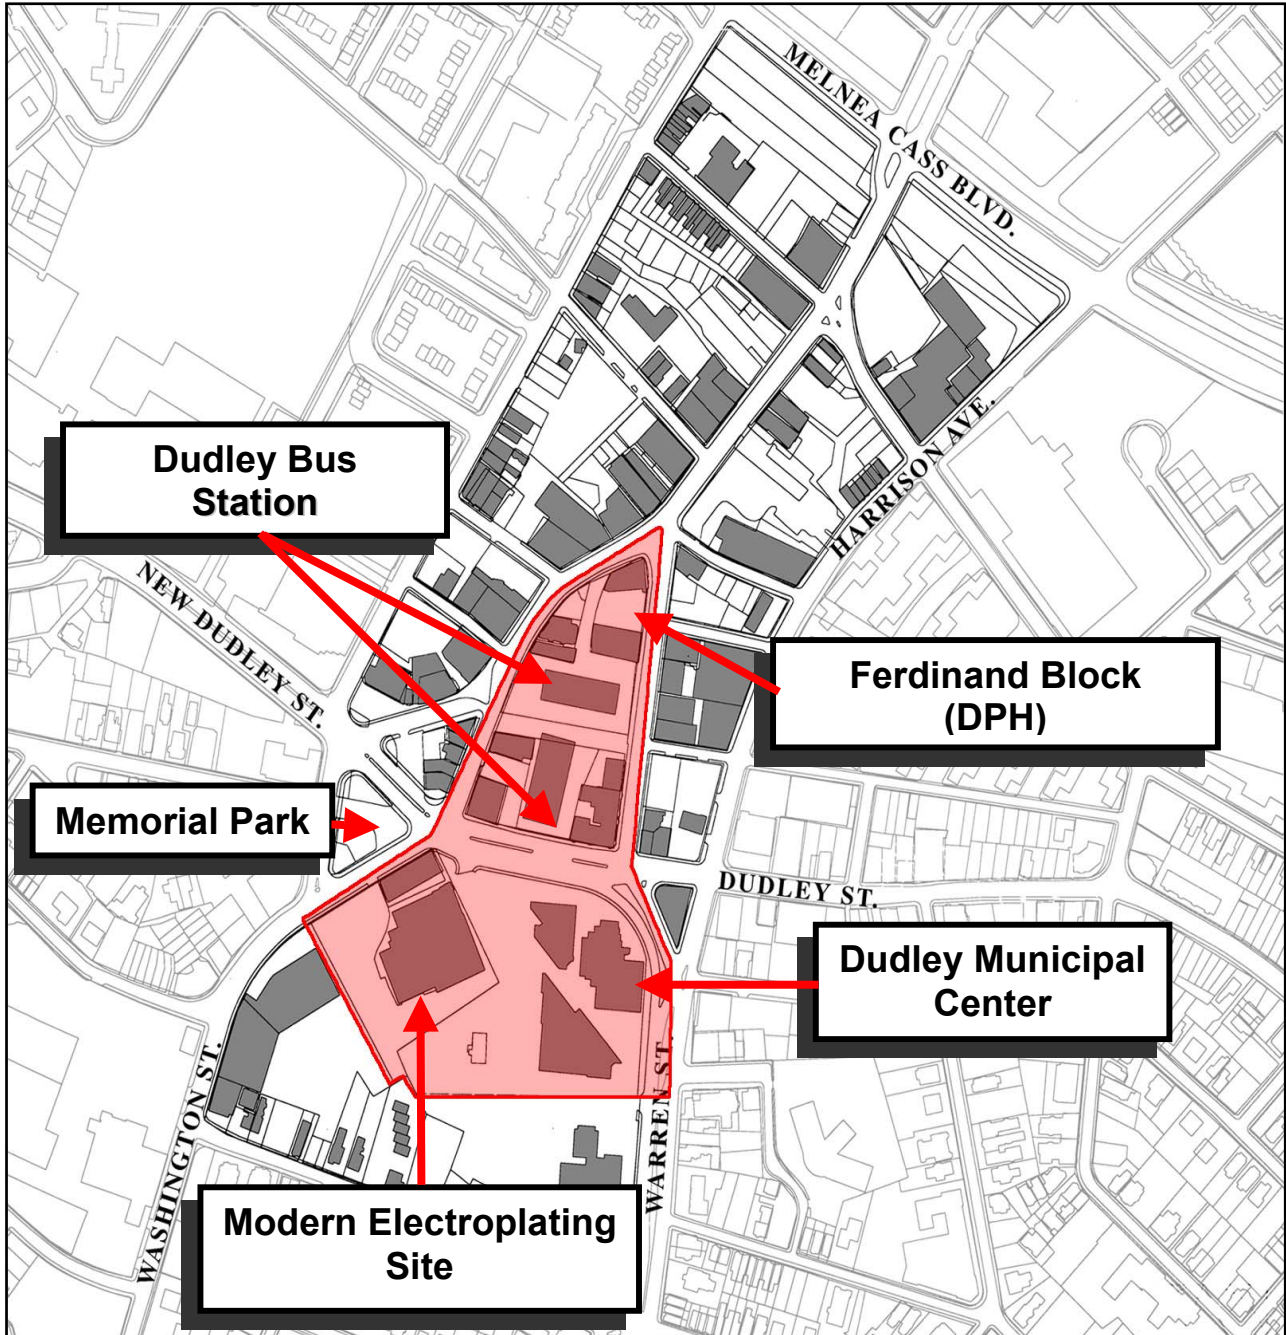 MELNEA CASS BLVD.
HARRISON AVE.
Dudley Bus
Station
NEW DUDLEY ST.
Ferdinand Block
(DPH)
Memorial Park
DUDLEY ST.
Dudley Municipal
Center
WASHINGTON ST.
WARREN ST.
Modern Electroplating
Site